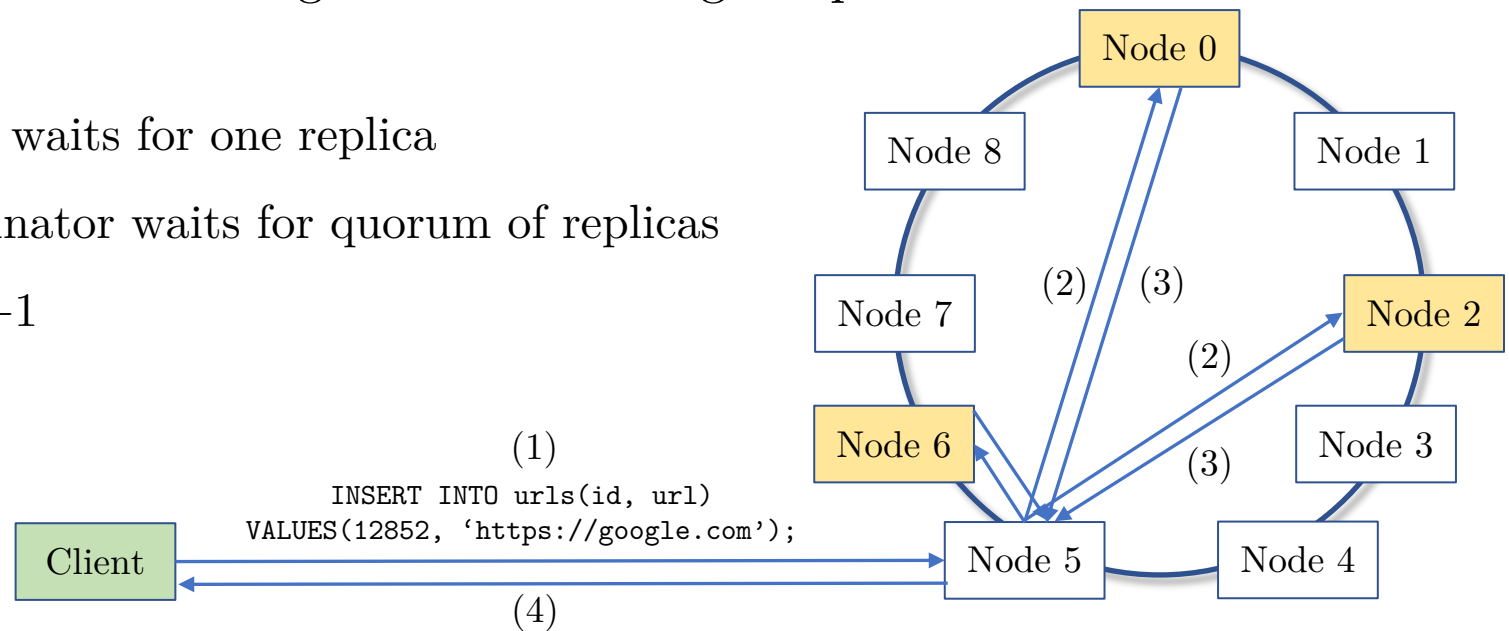 Node 0
waits for one replica
Node 8
Node 1
nator waits for quorum of replicas
(2)
(3)
–1
Node 7
Node 2
(2)
Node 6
(1)
Node 3
(3)
INSERT INTO urls(id, url)
VALUES(12852, ‘https://google.com’);
Client
Node 5
Node 4
(4)